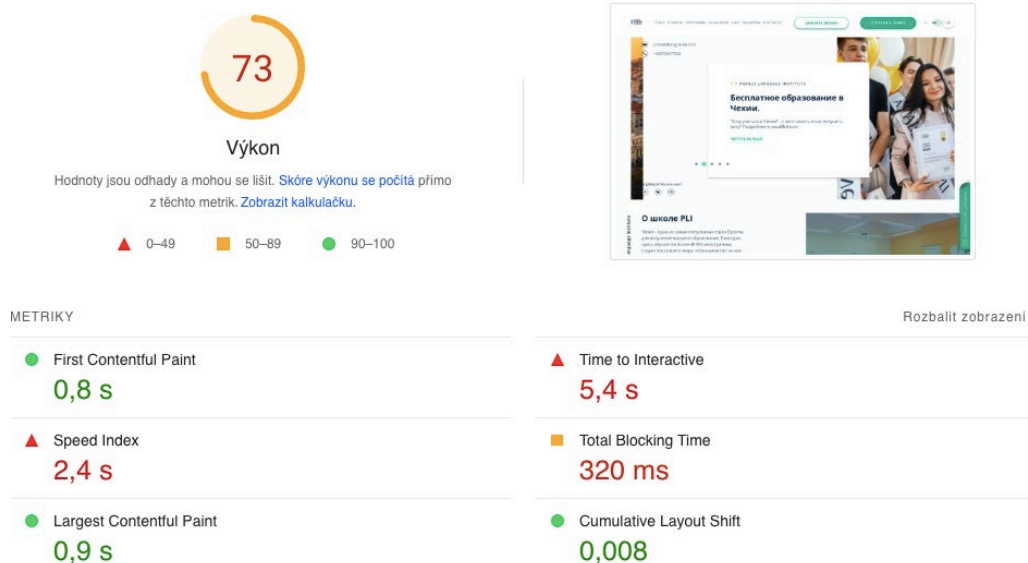 73
Výkon
Hodnoty jsou odhady a mohou se lišit. Skóre výkonu se počítá přímo
z těchto metrik. Zobrazit kalkulačku.
0–49
50–89
90–100
Бесплатное образование в
Чехии.
О школе PLI
METRIKY
Rozbalit zobrazení
First Contentful Paint
0,8 s
Time to Interactive
5,4 s
Speed Index
2,4 s
Total Blocking Time
320 ms
Largest Contentful Paint
0,9 s
Cumulative Layout Shift
0,008